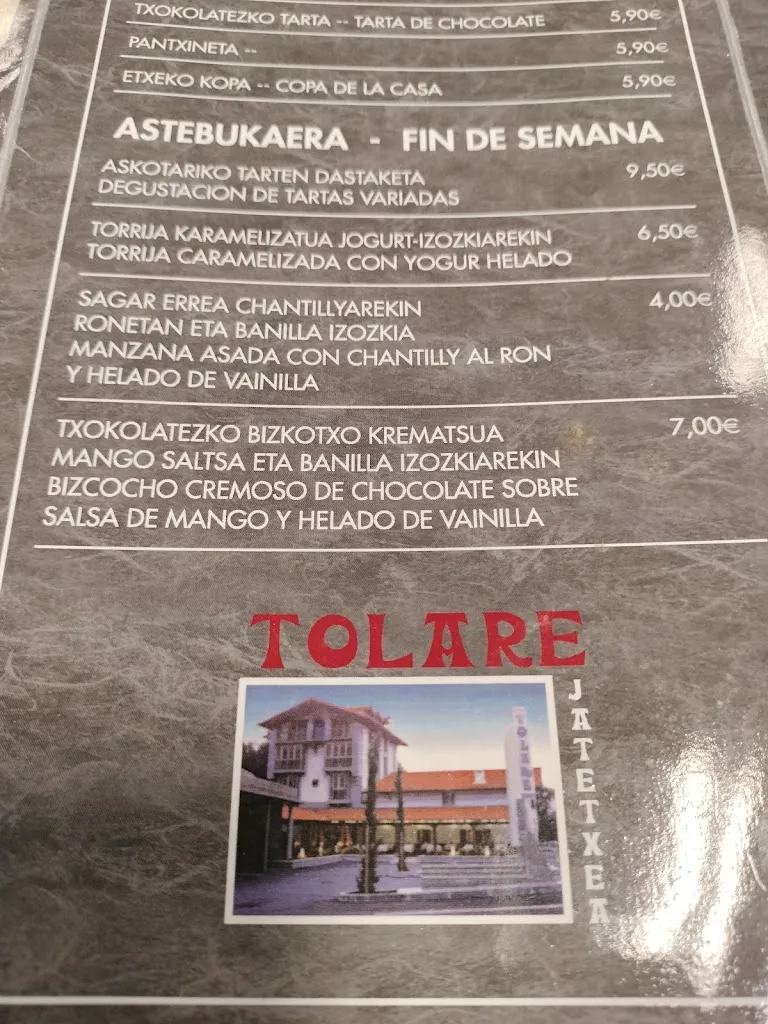 TXOKOLATEZKO TARTA -- TARTA DE CHOCOLATE 5,90€
PANTXINETA -- 5,90€
ETXEKO KOPA -- COPA DE LA CASA 5,90€
ASTEBUKAERA - FIN DE SEMANA
ASKOTARIKO TARTEN DASTAKETA 9,50€
DEGUSTACION DE TARTAS VARIADAS
TORRIJA KARAMELIZATUA JOGURT-IZOZKIAREKIN 6,50€
TORRIJA CARAMELIZADA CON YOGUR HELADO
SAGAR ERREA CHANTILLYAREKIN 4,00€
RONETAN ETA BANILLA IZOZKIA
MANZANA ASADA CON CHANTILLY AL RON
Y HELADO DE VAINILLA
TXOKOLATEZKO BIZKOTXO KREMATSUA 7,00€
MANGO SALTSA ETA BANILLA IZOZKIAREKIN
BIZCOCHO CREMOSO DE CHOCOLATE SOBRE
SALSA DE MANGO Y HELADO DE VAINILLA
TOLARE
JATETXEA
TOLARE